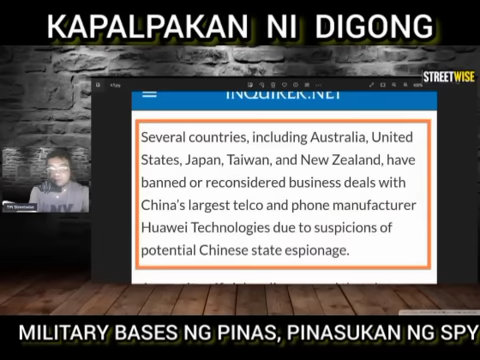 KAPALPAKAN NI DIGONG
STREETWISE
INQUIRER.NET
Several countries, including Australia, United
States, Japan, Taiwan, and New Zealand, have
banned or reconsidered business deals with
China's largest telco and phone manufacturer
Huawei Technologies due to suspicions of
potential Chinese state espionage.
MILITARY BASES NG PINAS, PINASUKAN NG SPY